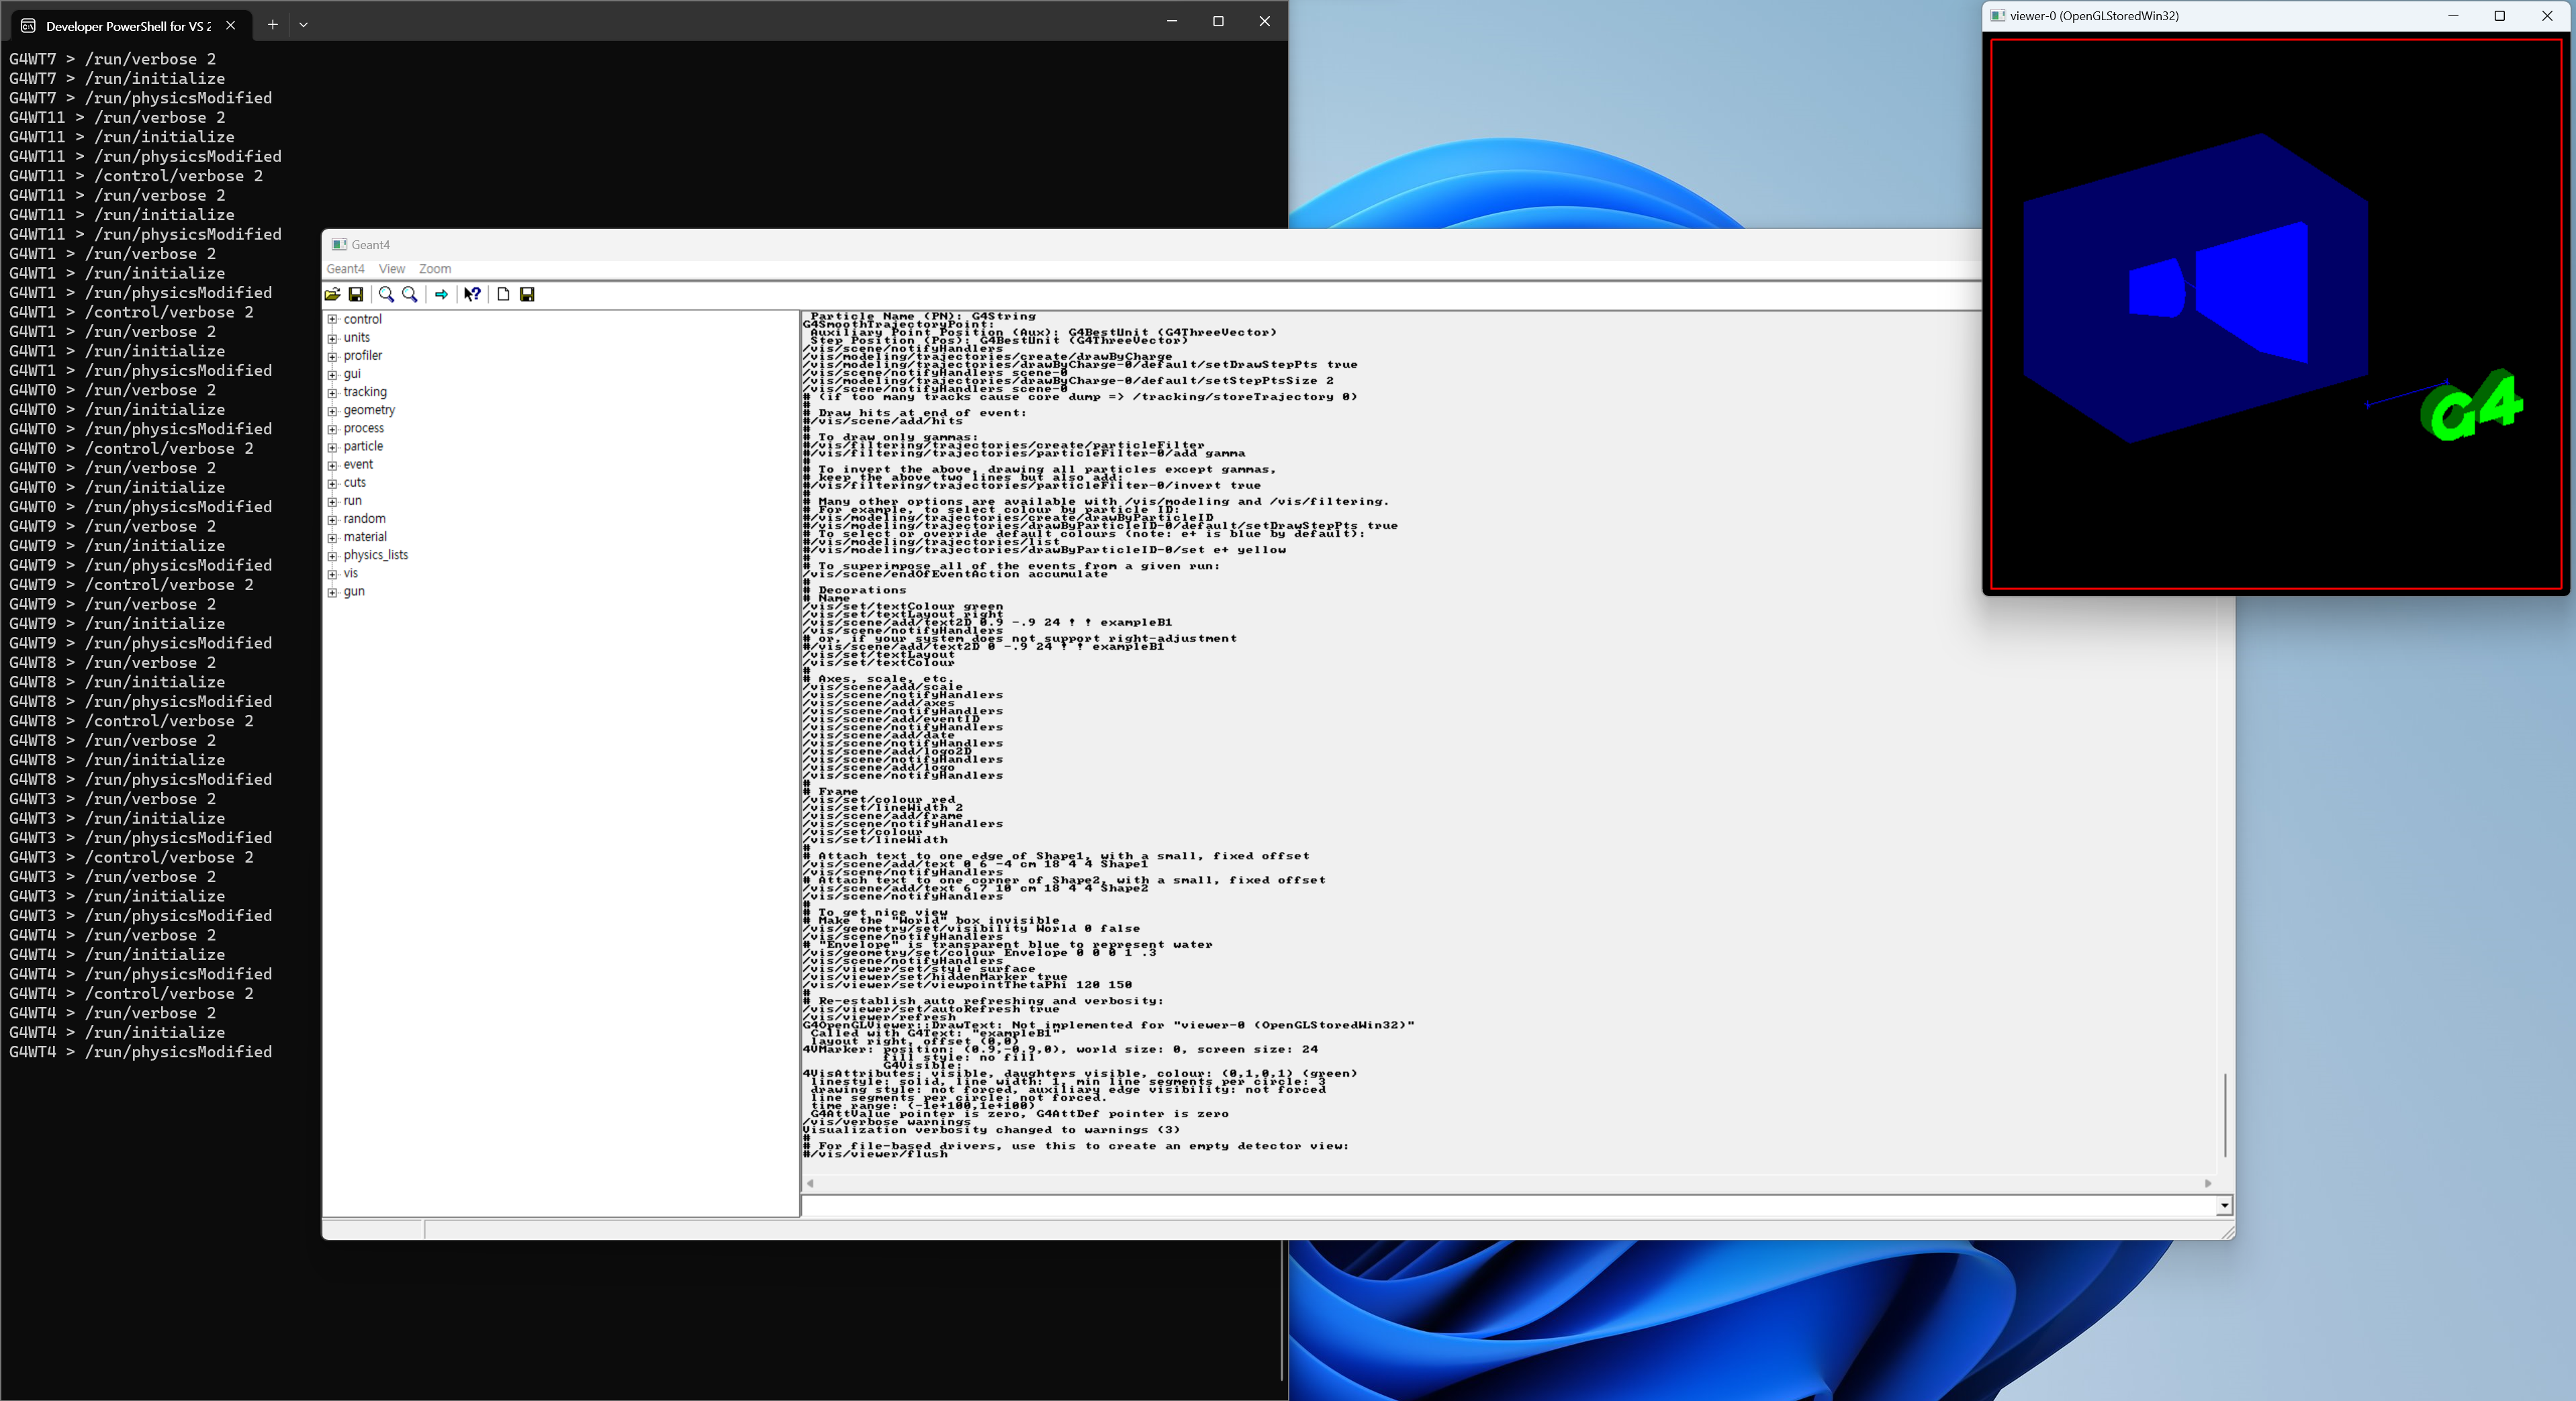 Developer PowerShell for VS 2
G4WT7 > /run/verbose 2
G4WT7 > /run/initialize
G4WT7 > /run/physicsModified
G4WT11 > /run/verbose 2
G4WT11 > /run/initialize
G4WT11 > /run/physicsModified
G4WT11 > /control/verbose 2
G4WT11 > /run/verbose 2
G4WT11 > /run/initialize
G4WT11 > /run/physicsModified
G4WT1 > /run/verbose 2
G4WT1 > /run/initialize
G4WT1 > /run/physicsModified
G4WT1 > /control/verbose 2
G4WT1 > /run/verbose 2
G4WT1 > /run/initialize
G4WT1 > /run/physicsModified
G4WT0 > /run/verbose 2
G4WT0 > /run/initialize
G4WT0 > /run/physicsModified
G4WT0 > /control/verbose 2
G4WT0 > /run/verbose 2
G4WT0 > /run/initialize
G4WT0 > /run/physicsModified
G4WT9 > /run/verbose 2
G4WT9 > /run/initialize
G4WT9 > /run/physicsModified
G4WT9 > /control/verbose 2
G4WT9 > /run/verbose 2
G4WT9 > /run/initialize
G4WT9 > /run/physicsModified
G4WT8 > /run/verbose 2
G4WT8 > /run/initialize
G4WT8 > /run/physicsModified
G4WT8 > /control/verbose 2
G4WT8 > /run/verbose 2
G4WT8 > /run/initialize
G4WT8 > /run/physicsModified
G4WT3 > /run/verbose 2
G4WT3 > /run/initialize
G4WT3 > /run/physicsModified
G4WT3 > /control/verbose 2
G4WT3 > /run/verbose 2
G4WT3 > /run/initialize
G4WT3 > /run/physicsModified
G4WT4 > /run/verbose 2
G4WT4 > /run/initialize
G4WT4 > /run/physicsModified
G4WT4 > /control/verbose 2
G4WT4 > /run/verbose 2
G4WT4 > /run/initialize
G4WT4 > /run/physicsModified
Geant4
Geant4 View Zoom
control
units
profiler
gui
tracking
geometry
process
particle
event
cuts
run
random
material
physics_lists
vis
gun
Particle Name (PN): G4String
G4SmoothTrajectoryPoint:
Auxiliary Point Position (Aux): G4BestUnit (G4ThreeVector)
Step Position (Pos): G4BestUnit (G4ThreeVector)
/vis/scene/notifyHandlers
/vis/modeling/trajectories/create/drawByCharge
/vis/modeling/trajectories/drawByCharge-0/default/setDrawStepPts true
/vis/scene/notifyHandlers scene-0
/vis/modeling/trajectories/drawByCharge-0/default/setStepPtsSize 2
/vis/scene/notifyHandlers scene-0
# (if too many tracks cause core dump => /tracking/storeTrajectory 0)
#
# Draw hits at end of event:
#/vis/scene/add/hits
#
# To draw only gammas:
#/vis/filtering/trajectories/create/particleFilter
#/vis/filtering/trajectories/particleFilter-0/add gamma
#
# To invert the above, drawing all particles except gammas,
# keep the above two lines but also add:
#/vis/filtering/trajectories/particleFilter-0/invert true
#
# Many other options are available with /vis/modeling and /vis/filtering.
# For example, to select colour by particle ID:
#/vis/modeling/trajectories/create/drawByParticleID
#/vis/modeling/trajectories/drawByParticleID-0/default/setDrawStepPts true
# To select or override default colours (note: e+ is blue by default):
#/vis/modeling/trajectories/list
#/vis/modeling/trajectories/drawByParticleID-0/set e+ yellow
#
# To superimpose all of the events from a given run:
/vis/scene/endOfEventAction accumulate
#
# Decorations
# Name
/vis/set/textColour green
/vis/set/textLayout right
/vis/scene/add/text2D 0.9 -.9 24 ! ! exampleB1
/vis/scene/notifyHandlers
# or, if your system does not support right-adjustment
#/vis/scene/add/text2D 0 -.9 24 ! ! exampleB1
/vis/set/textLayout
/vis/set/textColour
#
# Axes, scale, etc.
/vis/scene/add/scale
/vis/scene/notifyHandlers
/vis/scene/add/axes
/vis/scene/notifyHandlers
/vis/scene/add/eventID
/vis/scene/notifyHandlers
/vis/scene/add/date
/vis/scene/notifyHandlers
/vis/scene/add/logo2D
/vis/scene/notifyHandlers
/vis/scene/add/logo
/vis/scene/notifyHandlers
#
# Frame
/vis/set/colour red
/vis/set/lineWidth 2
/vis/scene/add/frame
/vis/scene/notifyHandlers
/vis/set/colour
/vis/set/lineWidth
#
# Attach text to one edge of Shape1, with a small, fixed offset
/vis/scene/add/text 0 6 -4 cm 18 4 4 Shape1
/vis/scene/notifyHandlers
# Attach text to one corner of Shape2, with a small, fixed offset
/vis/scene/add/text 6 7 10 cm 18 4 4 Shape2
/vis/scene/notifyHandlers
#
# To get nice view
# Make the "World" box invisible
/vis/geometry/set/visibility World 0 false
/vis/scene/notifyHandlers
# "Envelope" is transparent blue to represent water
/vis/geometry/set/colour Envelope 0 0 0 1 .3
/vis/scene/notifyHandlers
/vis/viewer/set/style surface
/vis/viewer/set/hiddenMarker true
/vis/viewer/set/viewpointThetaPhi 120 150
#
# Re-establish auto refreshing and verbosity:
/vis/viewer/set/autoRefresh true
/vis/viewer/refresh
G4OpenGLViewer::DrawText: Not implemented for "viewer-0 (OpenGLStoredWin32)"
Called with G4Text: "exampleB1"
layout right, offset (0,0)
4VMarker: position: (0.9,-0.9,0), world size: 0, screen size: 24
fill style: no fill
G4Visible:
4VisAttributes: visible, daughters visible, colour: (0,1,0,1) (green)
linestyle: solid, line width: 1, min line segments per circle: 3
drawing style: not forced, auxiliary edge visibility: not forced
line segments per circle: not forced.
time range: (-1e+100,1e+100)
G4AttValue pointer is zero, G4AttDef pointer is zero
/vis/verbose warnings
Visualization verbosity changed to warnings (3)
#
# For file-based drivers, use this to create an empty detector view:
#/vis/viewer/flush
viewer-0 (OpenGLStoredWin32)
G4